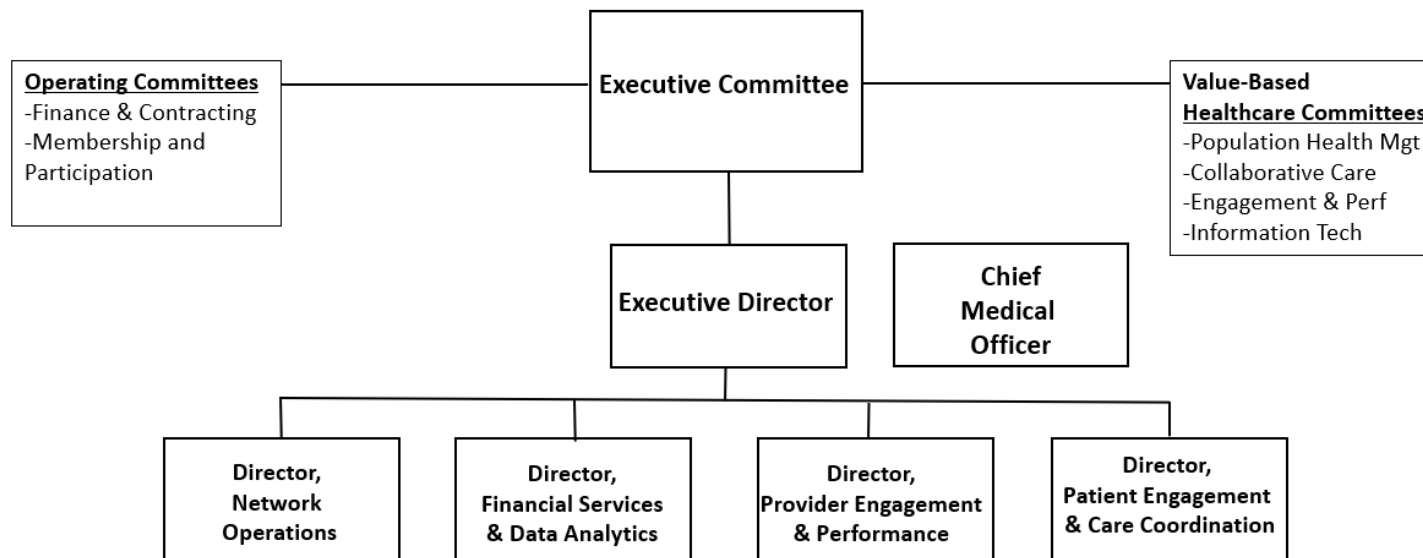 Executive Committee
Operating Committees
-Finance & Contracting
-Membership and
Participation
Value-Based
Healthcare Committees
-Population Health Mgt
-Collaborative Care
-Engagement & Perf
-Information Tech
Executive Director
Chief
Medical
Officer
Director,
Network
Operations
Director,
Financial Services
& Data Analytics
Director,
Provider Engagement
& Performance
Director,
Patient Engagement
& Care Coordination